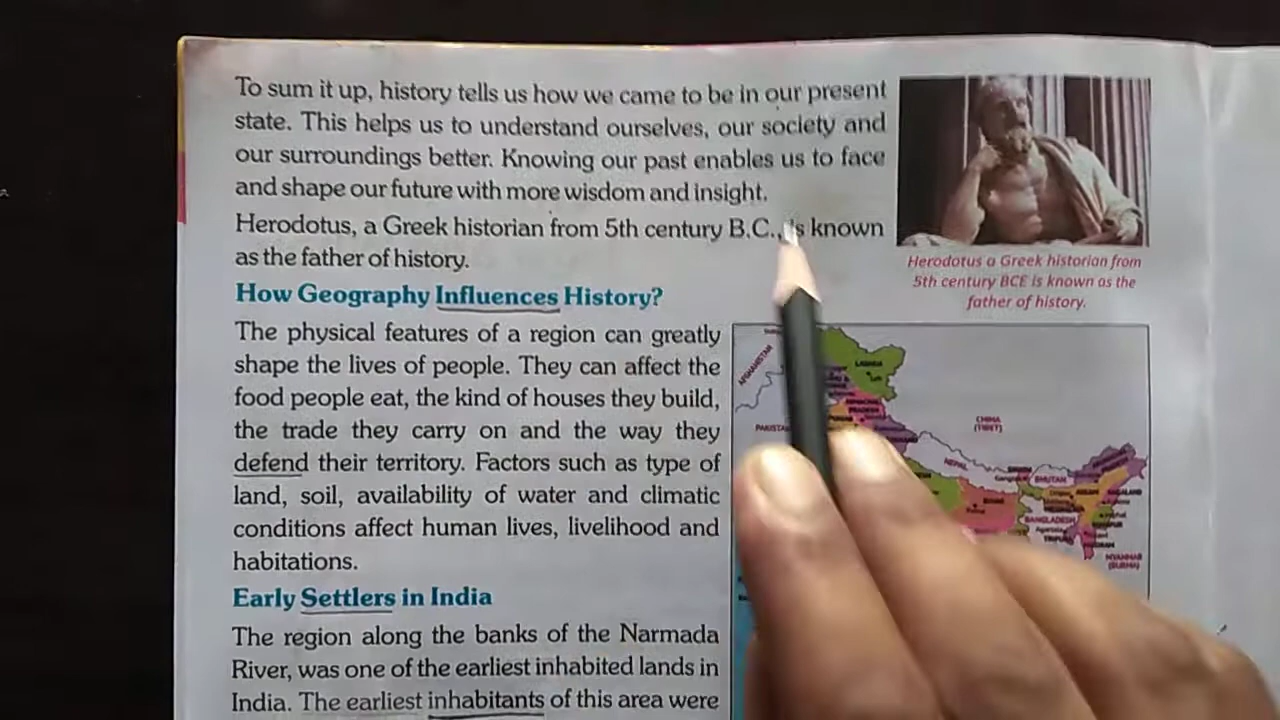 To sum it up, history tells us how we came to be in our present
state. This helps us to understand ourselves, our society and
our surroundings better. Knowing our past enables us to face
and shape our future with more wisdom and insight.
Herodotus, a Greek historian from 5th century B.C., is known
as the father of history.
Herodotus a Greek historian from
5th century BCE is known as the
father of history.
How Geography Influences History?
The physical features of a region can greatly
shape the lives of people. They can affect the
food people eat, the kind of houses they build,
the trade they carry on and the way they
defend their territory. Factors such as type of
land, soil, availability of water and climatic
conditions affect human lives, livelihood and
habitations.
Early Settlers in India
The region along the banks of the Narmada
River, was one of the earliest inhabited lands in
India. The earliest inhabitants of this area were
AFGHANISTAN
LADAKH
CHINA
(TIBET)
NEPAL
BHUTAN
BANGLADESH
MYANMAR
(BURMA)